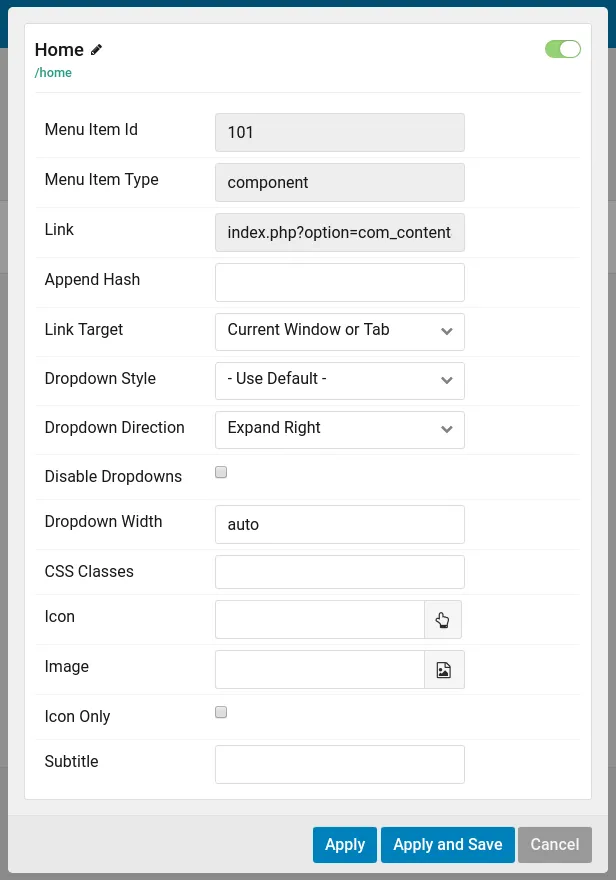 Home
/home
Menu Item Id 101
Menu Item Type component
Link index.php?option=com_content
Append Hash
Link Target Current Window or Tab
Dropdown Style - Use Default -
Dropdown Direction Expand Right
Disable Dropdowns
Dropdown Width auto
CSS Classes
Icon
Image
Icon Only
Subtitle
Apply Apply and Save Cancel